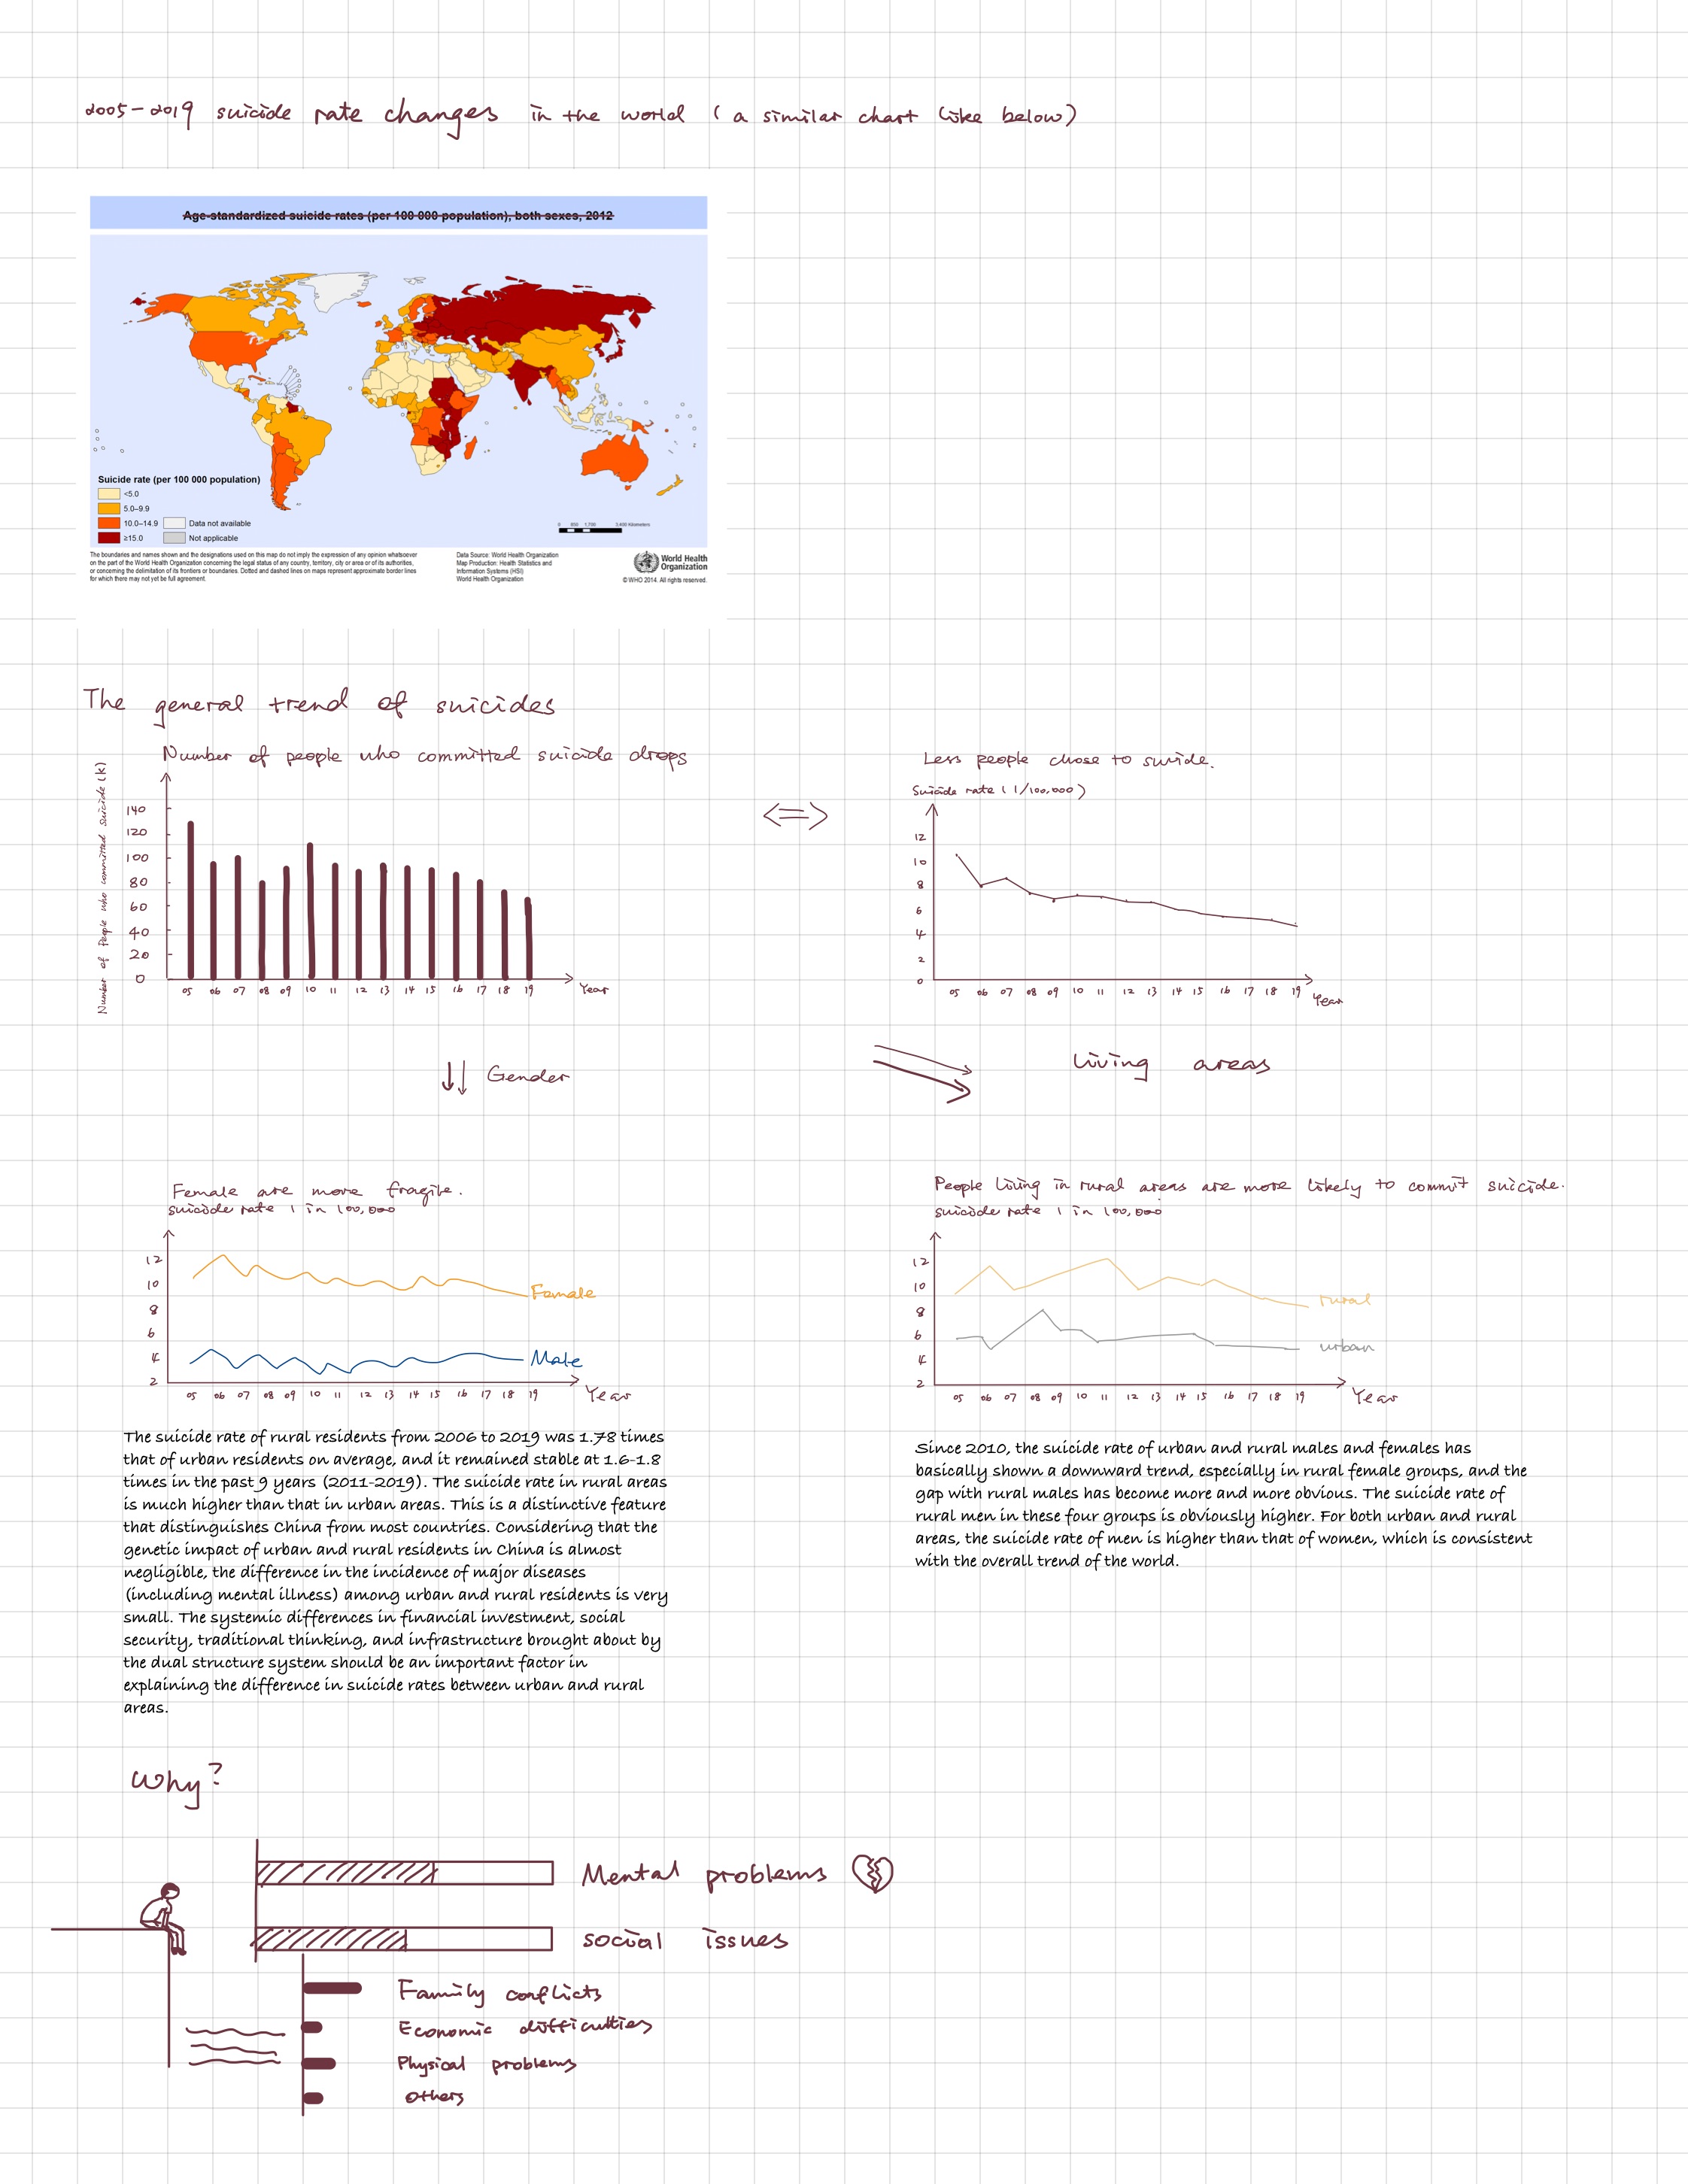 2005-2019 suicide rate changes in the world (a similar chart like below)
Age-standardized suicide rates (per 100 000 population), both sexes, 2012
Suicide rate (per 100 000 population)
<5.0
5.0–9.9
10.0–14.9
≥15.0
Data not available
Not applicable
0 850 1,700 3,400 Kilometers
The boundaries and names shown and the designations used on this map do not imply the expression of any opinion whatsoever
on the part of the World Health Organization concerning the legal status of any country, territory, city or area or of its authorities,
or concerning the delimitation of its frontiers or boundaries. Dotted and dashed lines on maps represent approximate border lines
for which there may not yet be full agreement.
Data Source: World Health Organization
Map Production: Health Statistics and
Information Systems (HSI)
World Health Organization
World Health
Organization
© WHO 2014. All rights reserved.
The general trend of suicides
Number of people who committed suicide drops
Number of People who committed suicide (k)
140
120
100
80
60
40
20
0
05 06 07 08 09 10 11 12 13 14 15 16 17 18 19 Year
Less people chose to suicide.
Suicide rate (1/100,000)
12
10
8
6
4
2
0
05 06 07 08 09 10 11 12 13 14 15 16 17 18 19 Year
Gender
living areas
Female are more fragile.
suicide rate 1 in 100,000
12
10
8
6
4
2
Female
Male
05 06 07 08 09 10 11 12 13 14 15 16 17 18 19 Year
People living in rural areas are more likely to commit suicide.
suicide rate 1 in 100,000
12
10
8
6
4
2
rural
urban
05 06 07 08 09 10 11 12 13 14 15 16 17 18 19 Year
The suicide rate of rural residents from 2006 to 2019 was 1.78 times
that of urban residents on average, and it remained stable at 1.6-1.8
times in the past 9 years (2011-2019). The suicide rate in rural areas
is much higher than that in urban areas. This is a distinctive feature
that distinguishes China from most countries. Considering that the
genetic impact of urban and rural residents in China is almost
negligible, the difference in the incidence of major diseases
(including mental illness) among urban and rural residents is very
small. The systemic differences in financial investment, social
security, traditional thinking, and infrastructure brought about by
the dual structure system should be an important factor in
explaining the difference in suicide rates between urban and rural
areas.
Since 2010, the suicide rate of urban and rural males and females has
basically shown a downward trend, especially in rural female groups, and the
gap with rural males has become more and more obvious. The suicide rate of
rural men in these four groups is obviously higher. For both urban and rural
areas, the suicide rate of men is higher than that of women, which is consistent
with the overall trend of the world.
Why?
Mental problems
social issues
Family conflicts
Economic difficulties
Physical problems
others